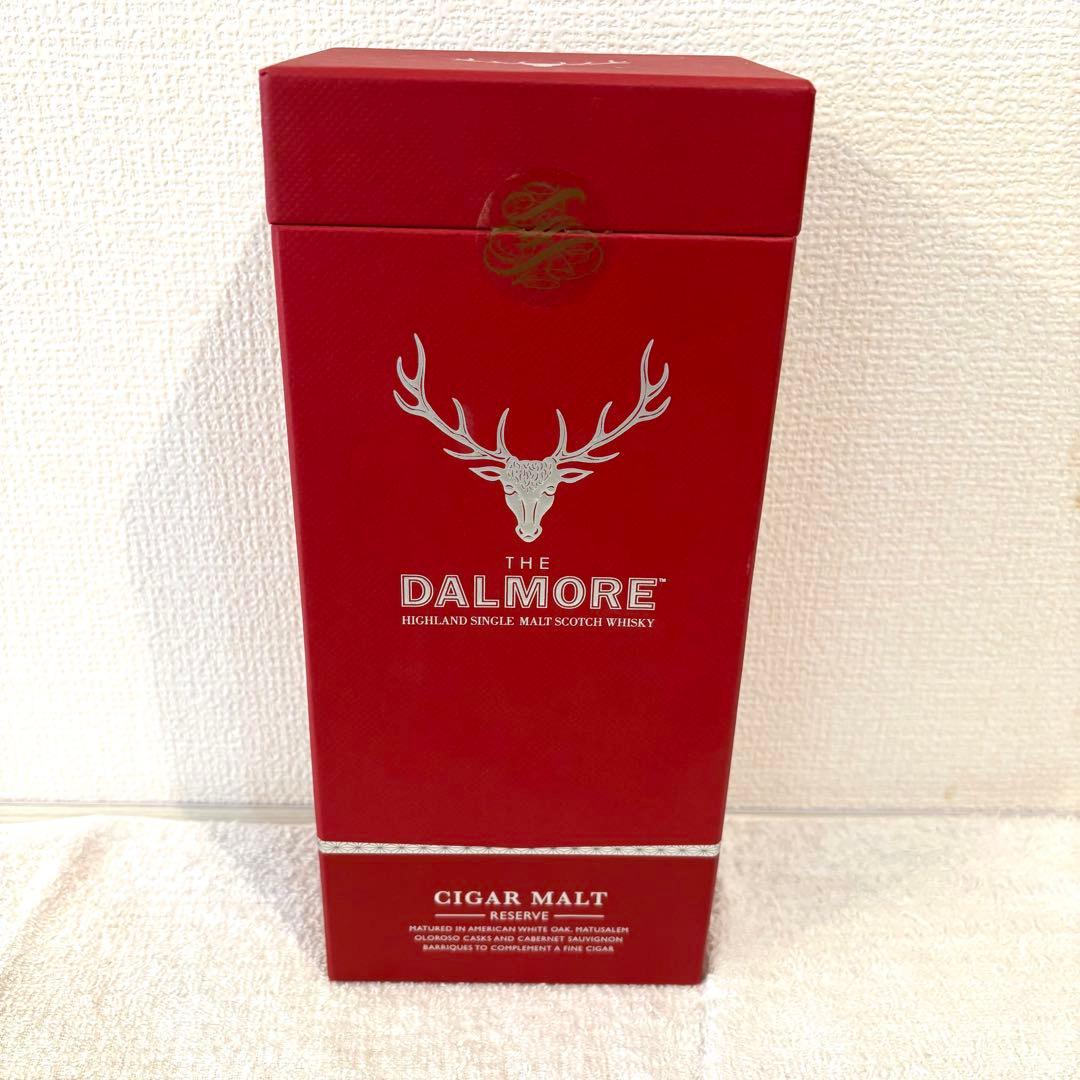 THE
DALMORE™
HIGHLAND SINGLE MALT SCOTCH WHISKY
CIGAR MALT
RESERVE
MATURED IN AMERICAN WHITE OAK, MATUSALEM
OLOROSO CASKS AND CABERNET SAUVIGNON
BARRIQUES TO COMPLEMENT A FINE CIGAR